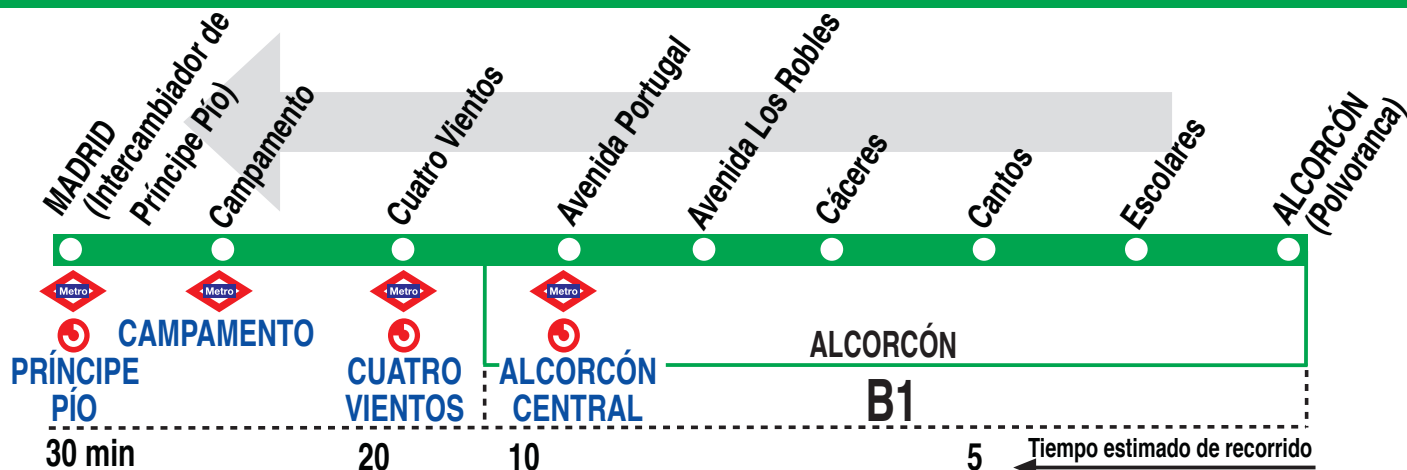 MADRID
(Intercambiador de
Príncipe Pío)
Campamento
Cuatro Vientos
Avenida Portugal
Avenida Los Robles
Cáceres
Cantos
Escolares
ALCORCÓN
(Polvoranca)
Metro
Metro
Metro
Metro
PRÍNCIPE
PÍO
CAMPAMENTO
CUATRO
VIENTOS
ALCORCÓN
CENTRAL
ALCORCÓN
B1
30 min
20
10
5
Tiempo estimado de recorrido